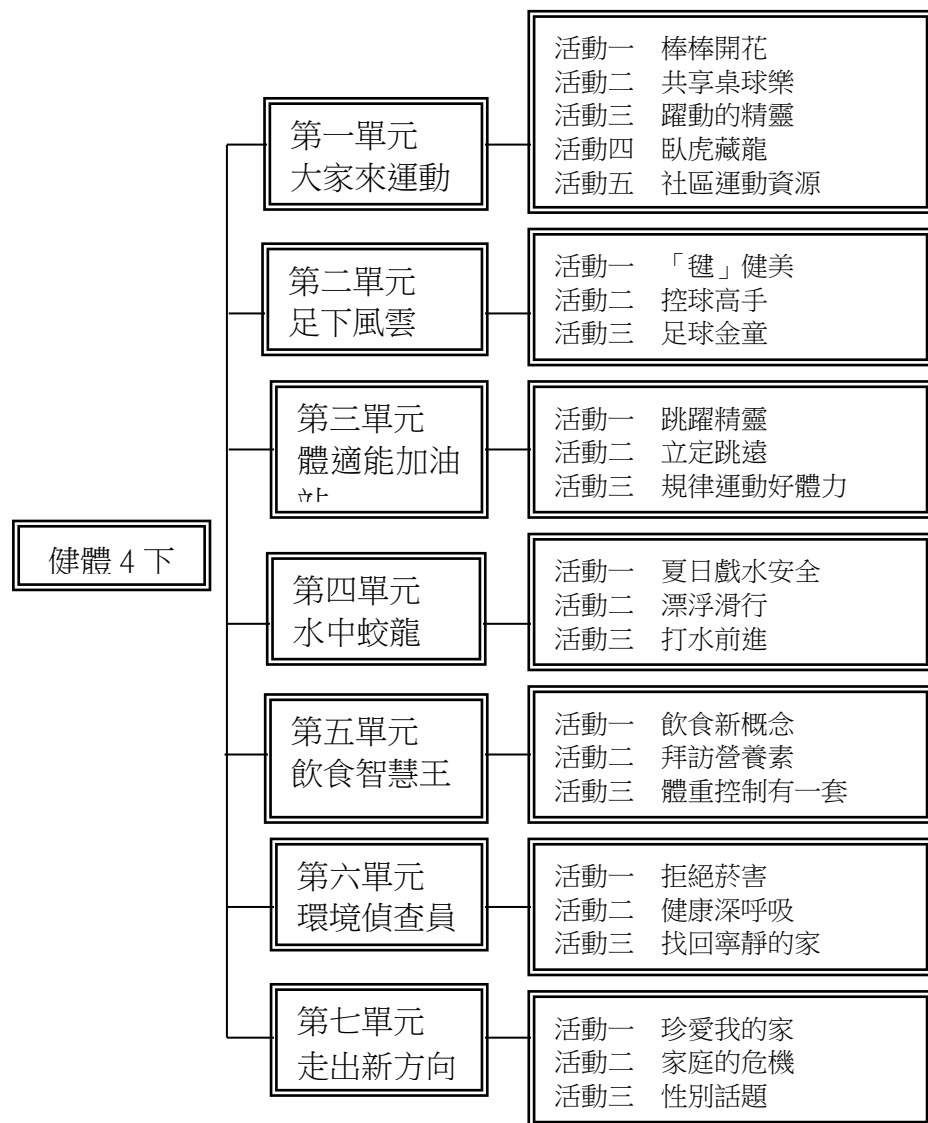 健體 4 下
第一單元
大家來運動
活動一　棒棒開花
活動二　共享桌球樂
活動三　躍動的精靈
活動四　臥虎藏龍
活動五　社區運動資源
第二單元
足下風雲
活動一　「毽」健美
活動二　控球高手
活動三　足球金童
第三單元
體適能加油
站
活動一　跳躍精靈
活動二　立定跳遠
活動三　規律運動好體力
第四單元
水中蛟龍
活動一　夏日戲水安全
活動二　漂浮滑行
活動三　打水前進
第五單元
飲食智慧王
活動一　飲食新概念
活動二　拜訪營養素
活動三　體重控制有一套
第六單元
環境偵查員
活動一　拒絕菸害
活動二　健康深呼吸
活動三　找回寧靜的家
第七單元
走出新方向
活動一　珍愛我的家
活動二　家庭的危機
活動三　性別話題